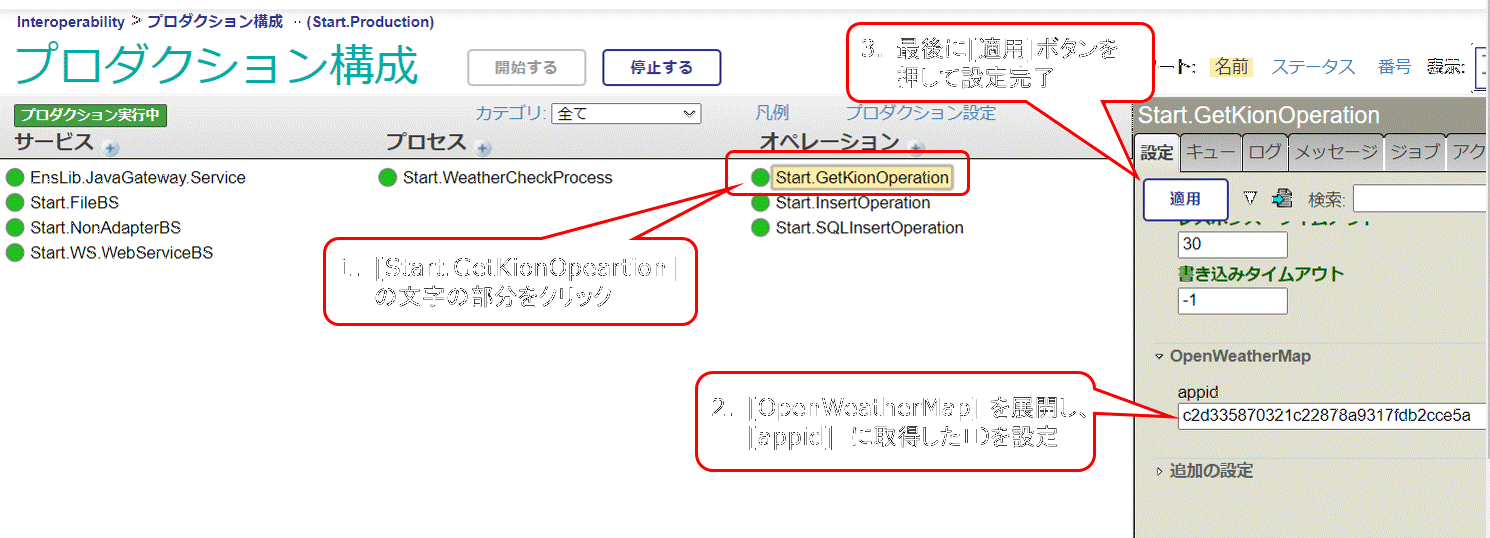 Interoperability > プロダクション構成 ·· (Start.Production)
プロダクション構成
開始する
停止する
名前
ステータス
番号
表示:
3. 最後に[適用]ボタンを
押して設定完了
プロダクション実行中
カテゴリ: 全て
凡例
プロダクション設定
サービス
プロセス
オペレーション
EnsLib.JavaGateway.Service
Start.FileBS
Start.NonAdapterBS
Start.WS.WebServiceBS
Start.WeatherCheckProcess
Start.GetKionOperation
Start.InsertOperation
Start.SQLInsertOperation
1. [Start.GetKionOpeartion]
の文字の部分をクリック
2. [OpenWeatherMap] を展開し、
[appid] に取得したIDを設定
Start.GetKionOperation
設定
キュー
ログ
メッセージ
ジョブ
アク
適用
検索:
30
書き込みタイムアウト
-1
OpenWeatherMap
appid
c2d335870321c22878a9317fdb2cce5a
追加の設定